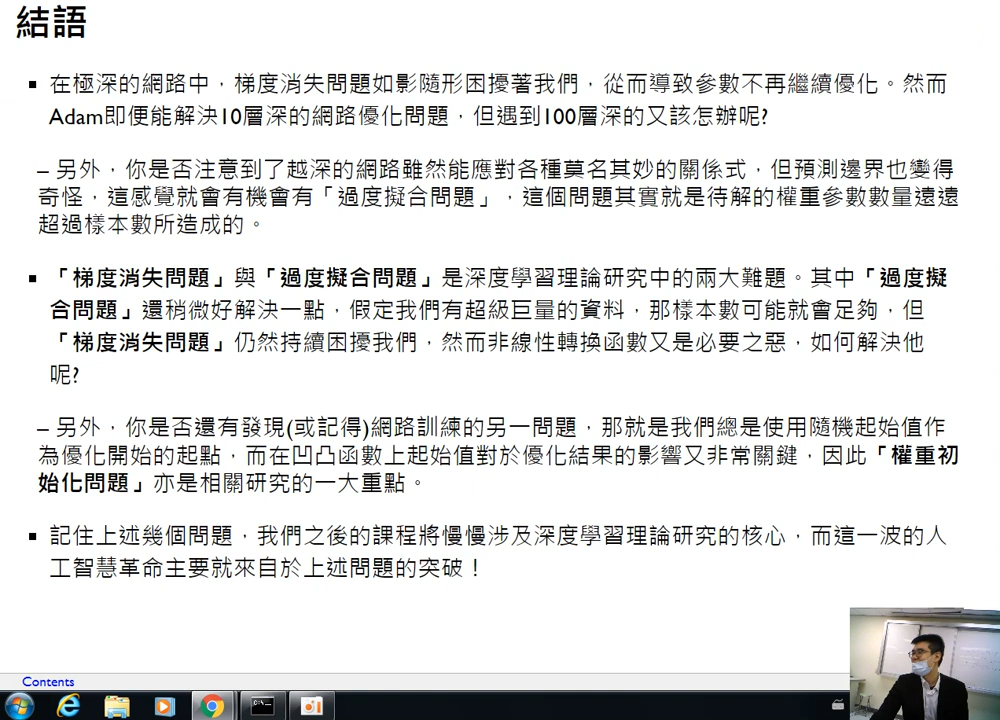 結語
▪ 在極深的網路中，梯度消失問題如影隨形困擾著我們，從而導致參數不再繼續優化。然而
Adam即便能解決10層深的網路優化問題，但遇到100層深的又該怎辦呢?
– 另外，你是否注意到了越深的網路雖然能應對各種莫名其妙的關係式，但預測邊界也變得
奇怪，這感覺就會有機會有「過度擬合問題」，這個問題其實就是待解的權重參數數量遠遠
超過樣本數所造成的。
▪ 「梯度消失問題」與「過度擬合問題」是深度學習理論研究中的兩大難題。其中「過度擬
合問題」還稍微好解決一點，假定我們有超級巨量的資料，那樣本數可能就會足夠，但
「梯度消失問題」仍然持續困擾我們，然而非線性轉換函數又是必要之惡，如何解決他
呢?
– 另外，你是否還有發現(或記得)網路訓練的另一問題，那就是我們總是使用隨機起始值作
為優化開始的起點，而在凹凸函數上起始值對於優化結果的影響又非常關鍵，因此「權重初
始化問題」亦是相關研究的一大重點。
▪ 記住上述幾個問題，我們之後的課程將慢慢涉及深度學習理論研究的核心，而這一波的人
工智慧革命主要就來自於上述問題的突破！
Contents